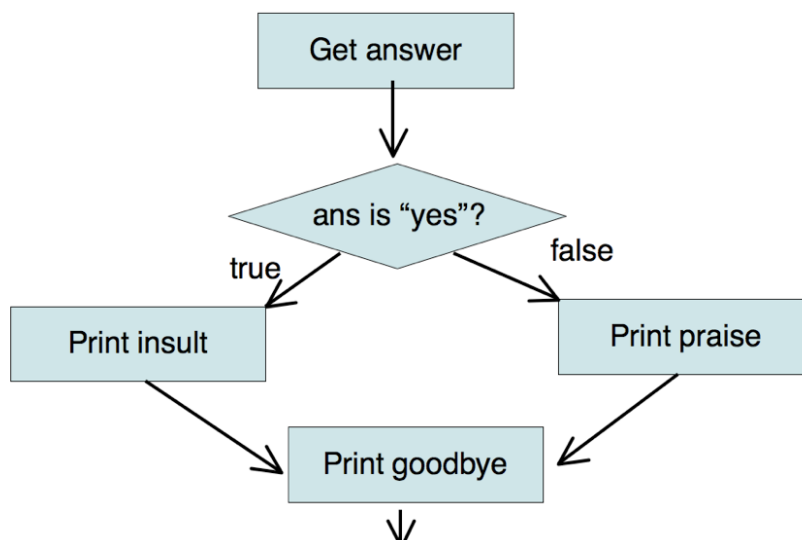 Get answer
ans is “yes”?
true
false
Print insult
Print praise
Print goodbye